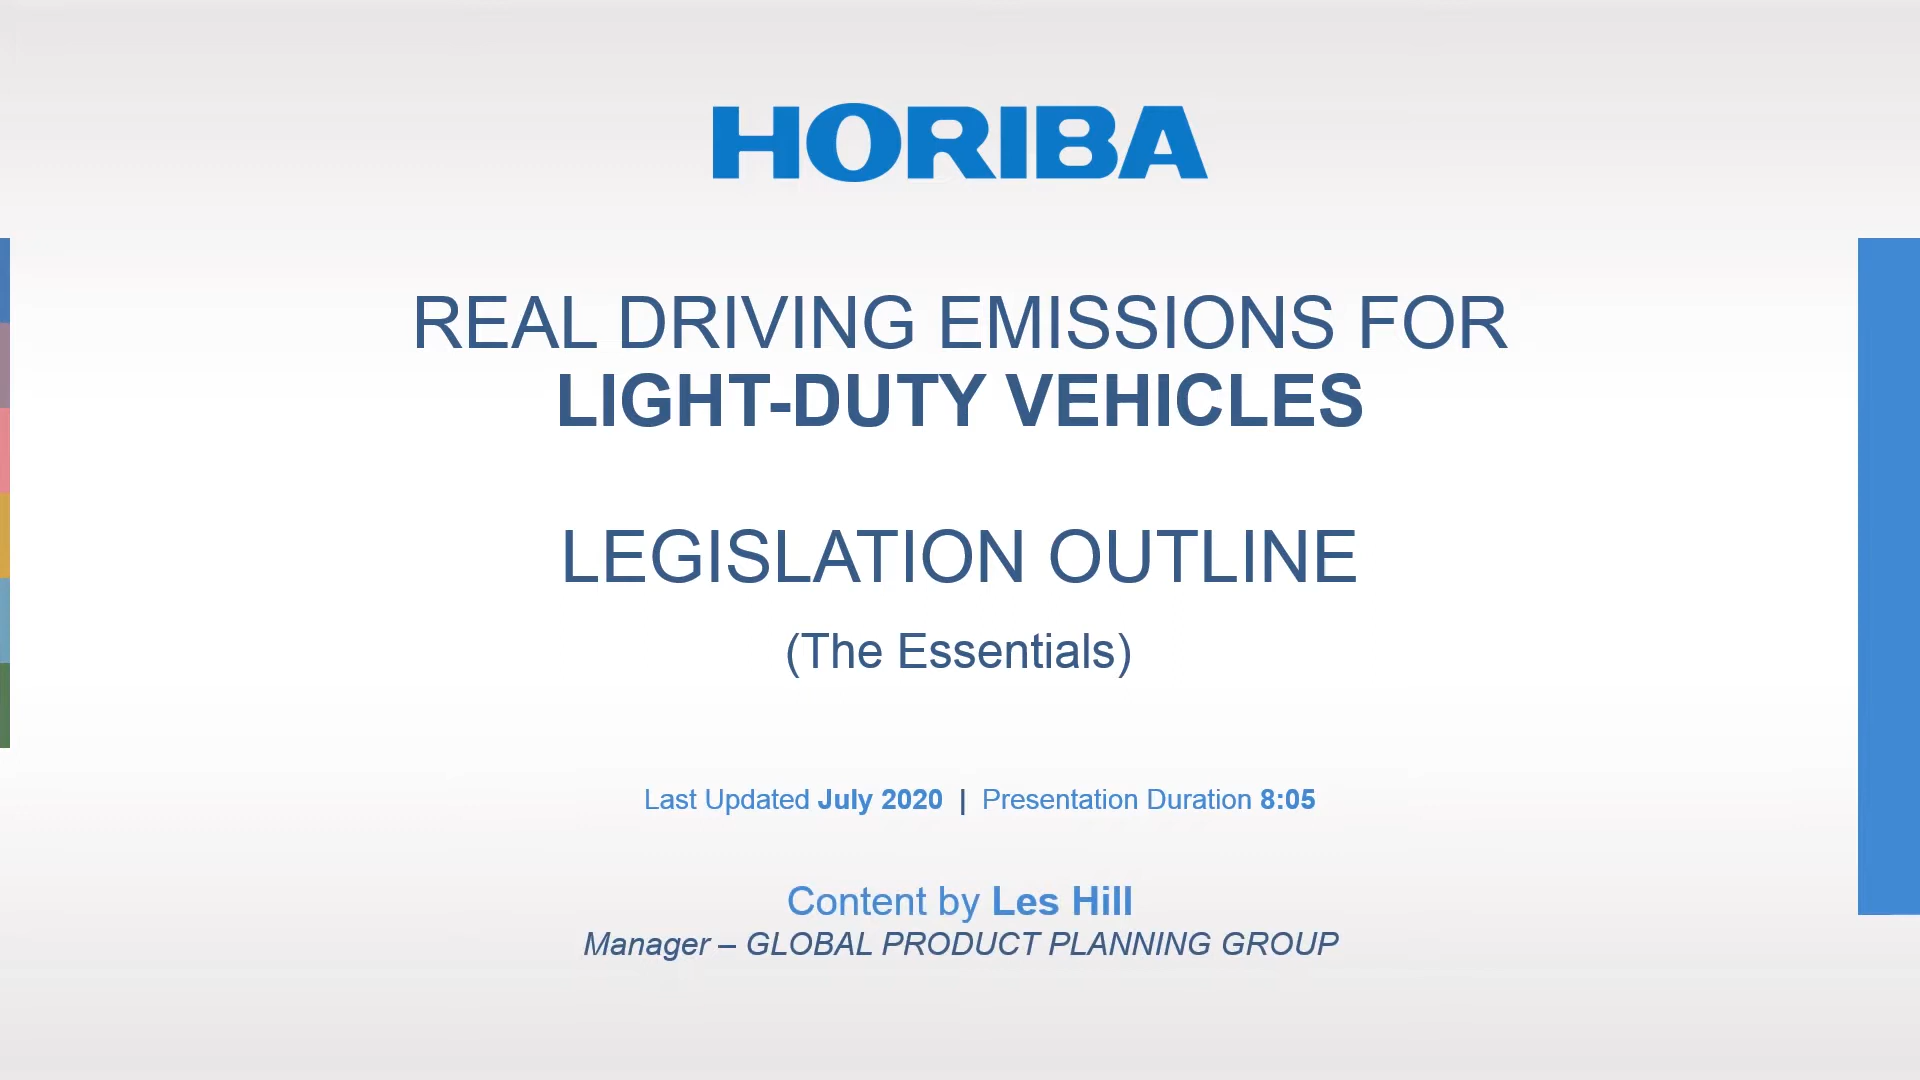 HORIBA
REAL DRIVING EMISSIONS FOR
LIGHT-DUTY VEHICLES
LEGISLATION OUTLINE
(The Essentials)
Last Updated July 2020 | Presentation Duration 8:05
Content by Les Hill
Manager – GLOBAL PRODUCT PLANNING GROUP